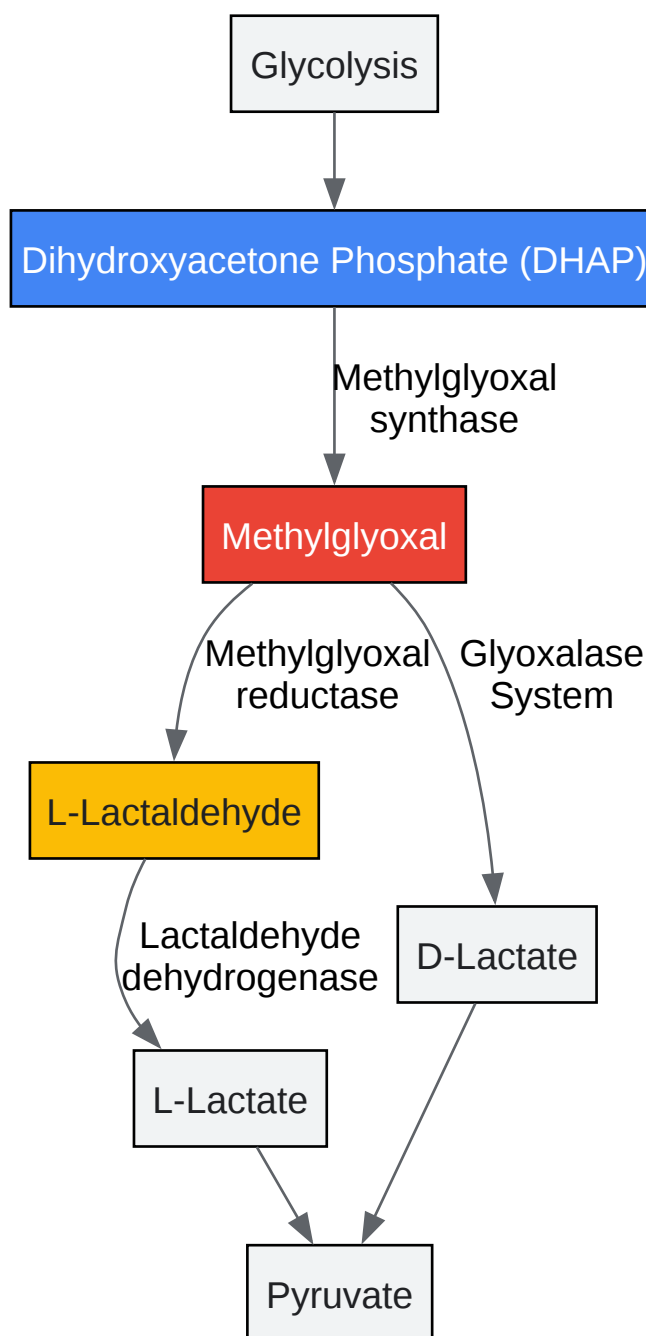 Glycolysis
Dihydroxyacetone Phosphate (DHAP)
Methylglyoxal
synthase
Methylglyoxal
Methylglyoxal
reductase
Glyoxalase
System
L-Lactaldehyde
Lactaldehyde
dehydrogenase
D-Lactate
L-Lactate
Pyruvate